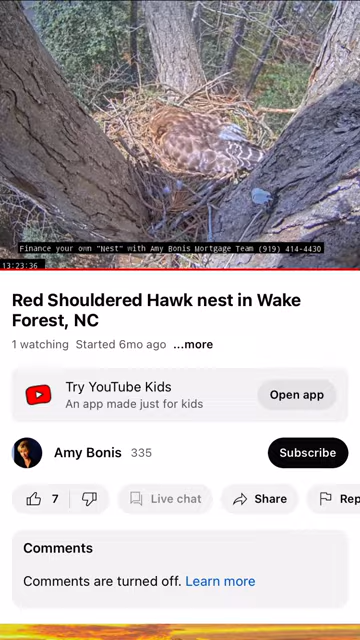 Finance your own "Nest" with Amy Bonis Mortgage Team (919) 414-4430
13:23:36
Red Shouldered Hawk nest in Wake
Forest, NC
1 watching Started 6mo ago ...more
Try YouTube Kids
An app made just for kids
Open app
Amy Bonis 335
Subscribe
7 Live chat Share Rep
Comments
Comments are turned off. Learn more